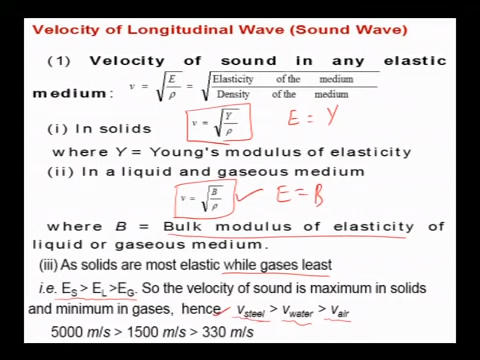 Velocity of Longitudinal Wave (Sound Wave)
(1) Velocity of sound in any elastic
medium: v = √(E/ρ) = √(Elasticity of the medium / Density of the medium)
(i) In solids v = √(Y/ρ) E = Y
where Y = Young's modulus of elasticity
(ii) In a liquid and gaseous medium
v = √(B/ρ) E = B
where B = Bulk modulus of elasticity of
liquid or gaseous medium.
(iii) As solids are most elastic while gases least
i.e. E_S > E_L > E_G. So the velocity of sound is maximum in solids
and minimum in gases, hence v_steel > v_water > v_air
5000 m/s > 1500 m/s > 330 m/s